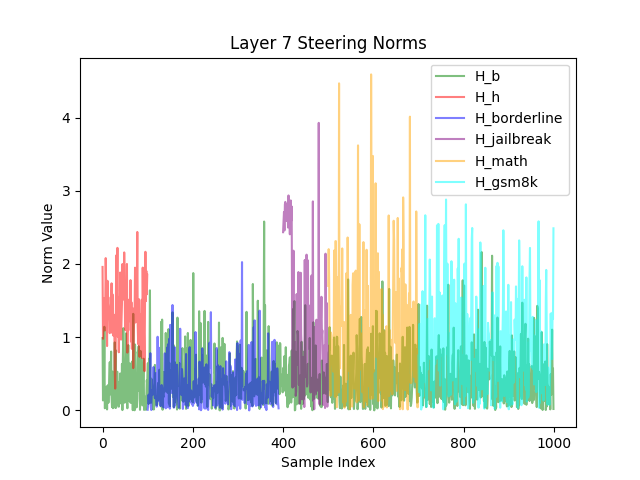 Layer 7 Steering Norms
H_b
H_h
H_borderline
H_jailbreak
H_math
H_gsm8k
4
3
2
1
0
Norm Value
0 200 400 600 800 1000
Sample Index